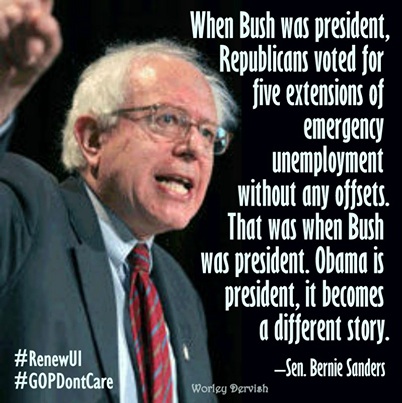 When Bush was president,
Republicans voted for
five extensions of
emergency
unemployment
without any offsets.
That was when Bush
was president. Obama is
president, it becomes
a different story.
—Sen. Bernie Sanders
#RenewUI
#GOPDontCare
Worley Dervish